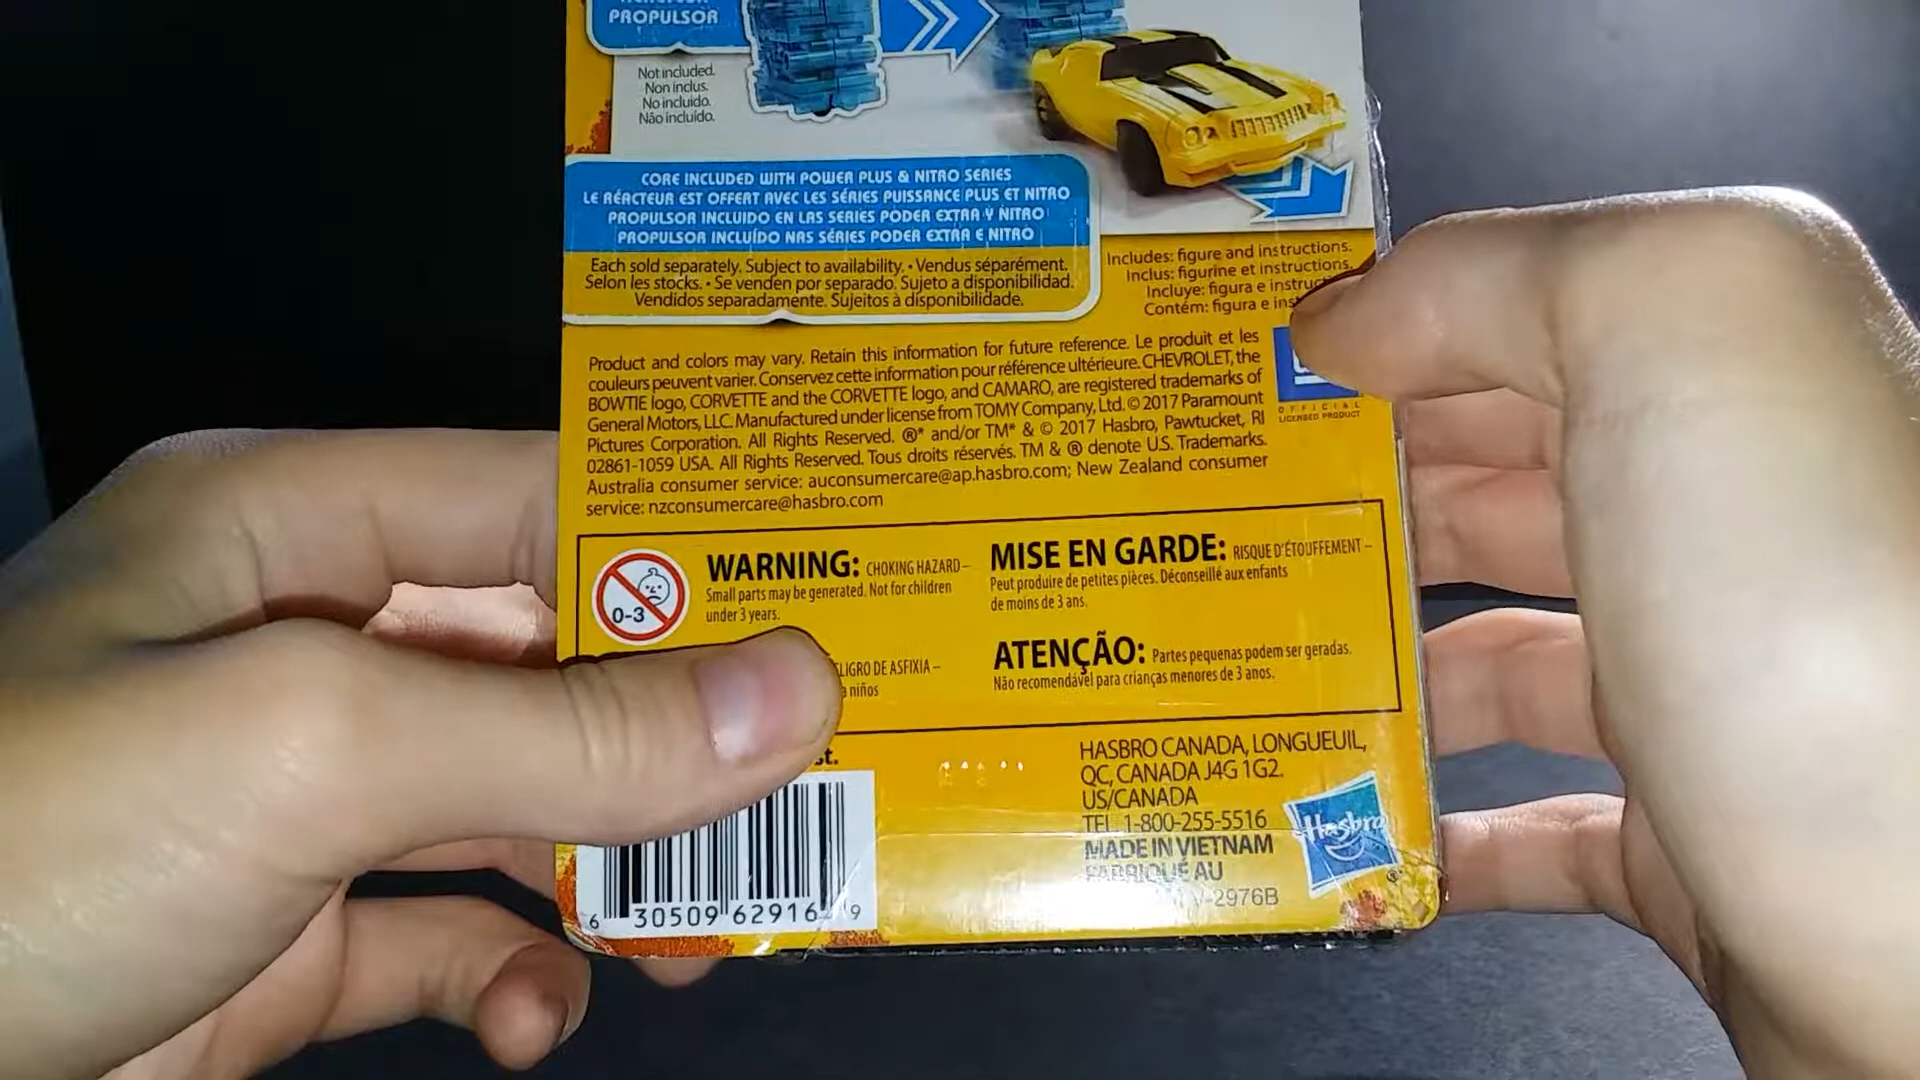 PROPULSOR
Not included.
Non inclus.
No incluido.
Não incluído.
CORE INCLUDED WITH POWER PLUS & NITRO SERIES
LE RÉACTEUR EST OFFERT AVEC LES SÉRIES PUISSANCE PLUS ET NITRO
PROPULSOR INCLUIDO EN LAS SERIES PODER EXTRA Y NITRO
PROPULSOR INCLUÍDO NAS SÉRIES PODER EXTRA E NITRO
Each sold separately. Subject to availability. • Vendus séparément.
Selon les stocks. • Se venden por separado. Sujeto a disponibilidad.
Vendidos separadamente. Sujeitos à disponibilidade.
Includes: figure and instructions.
Inclus: figurine et instructions.
Incluye: figura e
Contém: figura e
Product and colors may vary. Retain this information for future reference. Le produit et les
couleurs peuvent varier. Conservez cette information pour référence ultérieure. CHEVROLET, the
BOWTIE logo, CORVETTE and the CORVETTE logo, and CAMARO, are registered trademarks of
General Motors, LLC. Manufactured under license from TOMY Company, Ltd. © 2017 Paramount
Pictures Corporation. All Rights Reserved. ®* and/or TM* & © 2017 Hasbro, Pawtucket, RI
02861-1059 USA. All Rights Reserved. Tous droits réservés. TM & ® denote U.S. Trademarks.
Australia consumer service: auconsumercare@ap.hasbro.com; New Zealand consumer
service: nzconsumercare@hasbro.com
OFFICIAL
LICENSED PRODUCT
0-3
WARNING: CHOKING HAZARD–
Small parts may be generated. Not for children
under 3 years.
MISE EN GARDE: RISQUE D'ÉTOUFFEMENT –
Peut produire de petites pièces. Déconseillé aux enfants
de moins de 3 ans.
DE ASFIXIA –
niños
ATENÇÃO: Partes pequenas podem ser geradas.
Não recomendável para crianças menores de 3 anos.
HASBRO CANADA, LONGUEUIL,
QC, CANADA J4G 1G2.
US/CANADA
TEL. 1-800-255-5516
MADE IN VIETNAM
FABRIQUÉ AU
-2976B
Hasbro
®
6 30509 62916 9